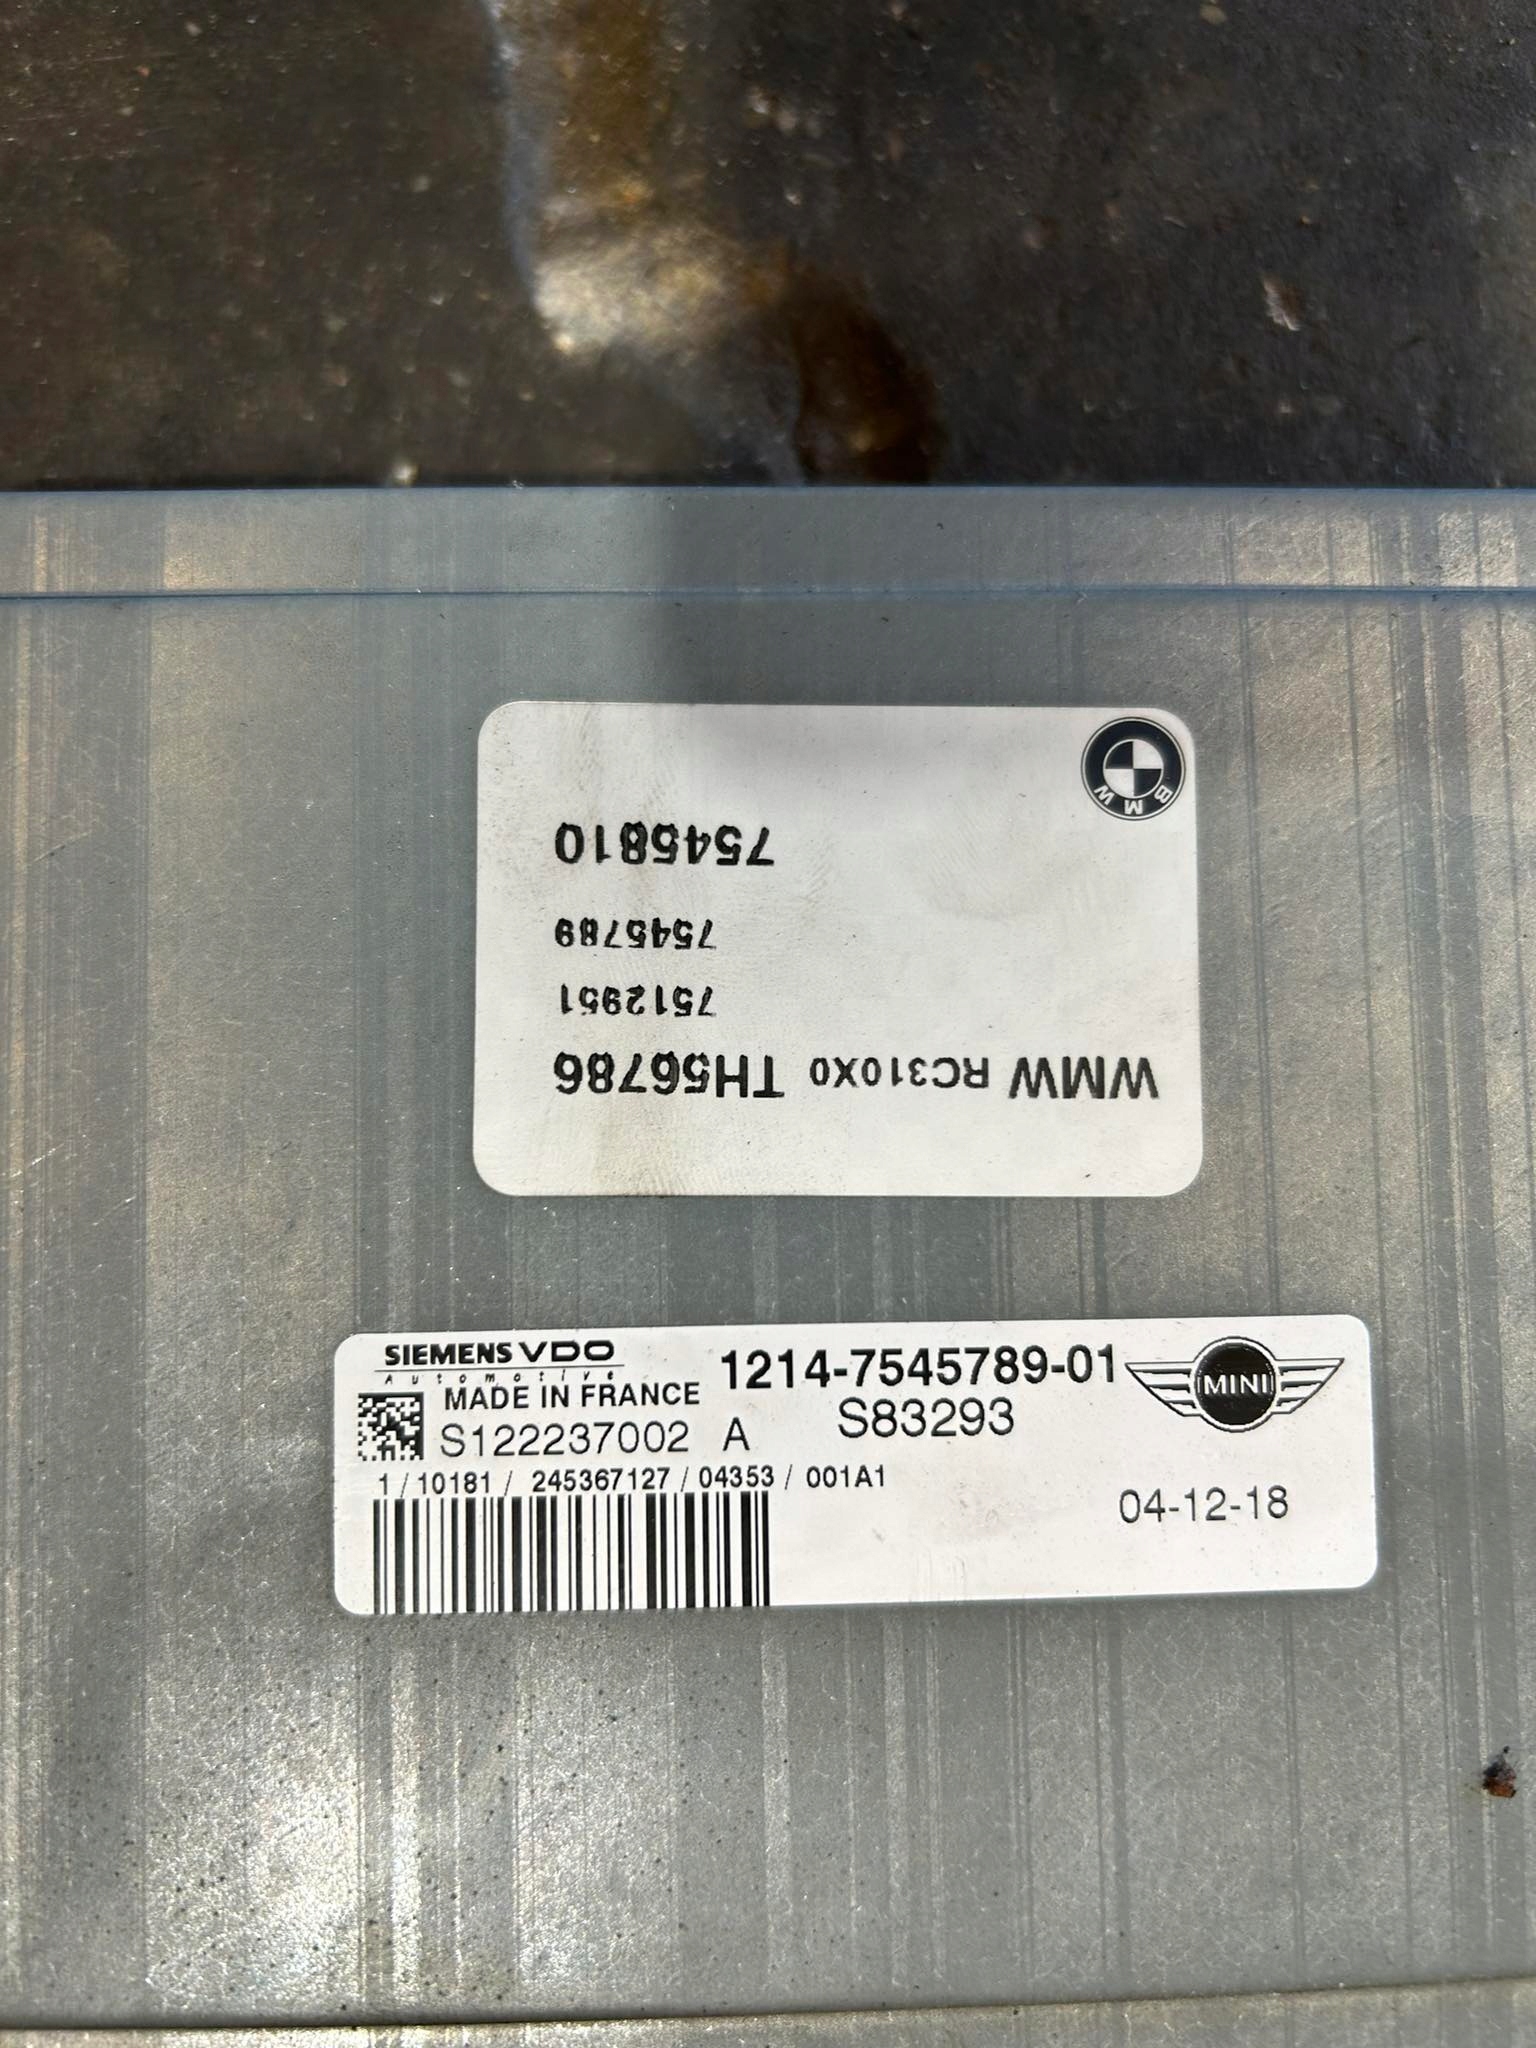 WMW RC310X0 TH56786
7512951
7545789
7545810
BMW
SIEMENS VDO
Automotive
MADE IN FRANCE
1214-7545789-01
MINI
S122237002 A
S83293
1/10181/ 245367127/04353/ 001A1
04-12-18